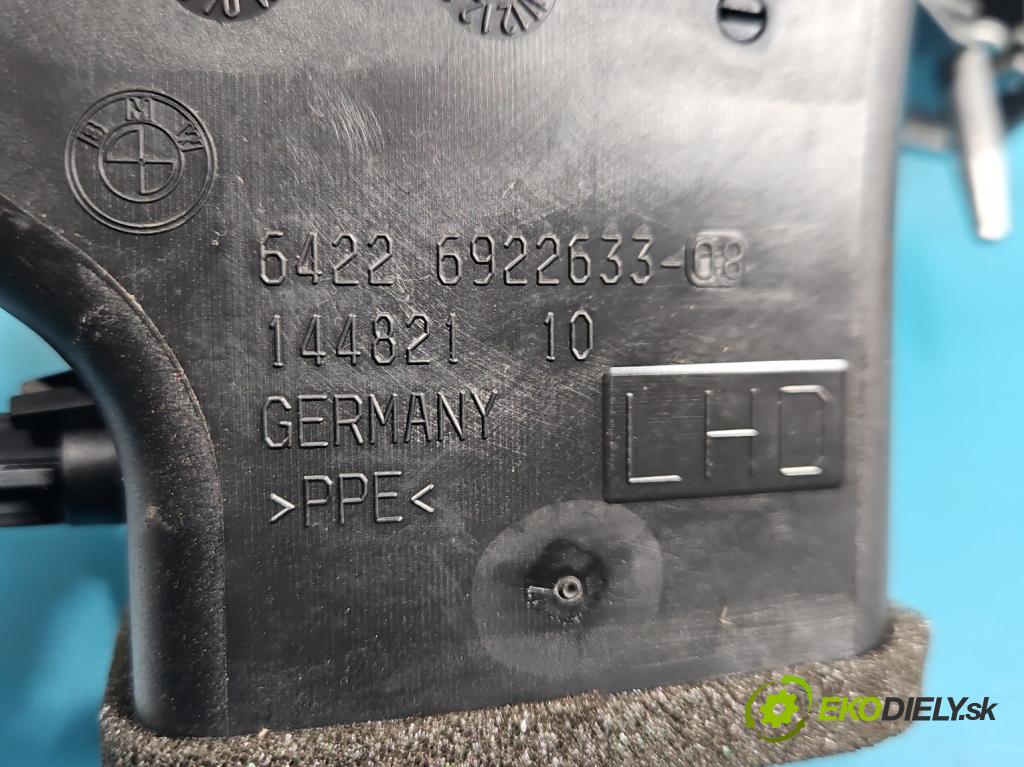 BMW
6422 6922633-08
144821 10
GERMANY
LHD
>PPE<
EKODIELY.sk